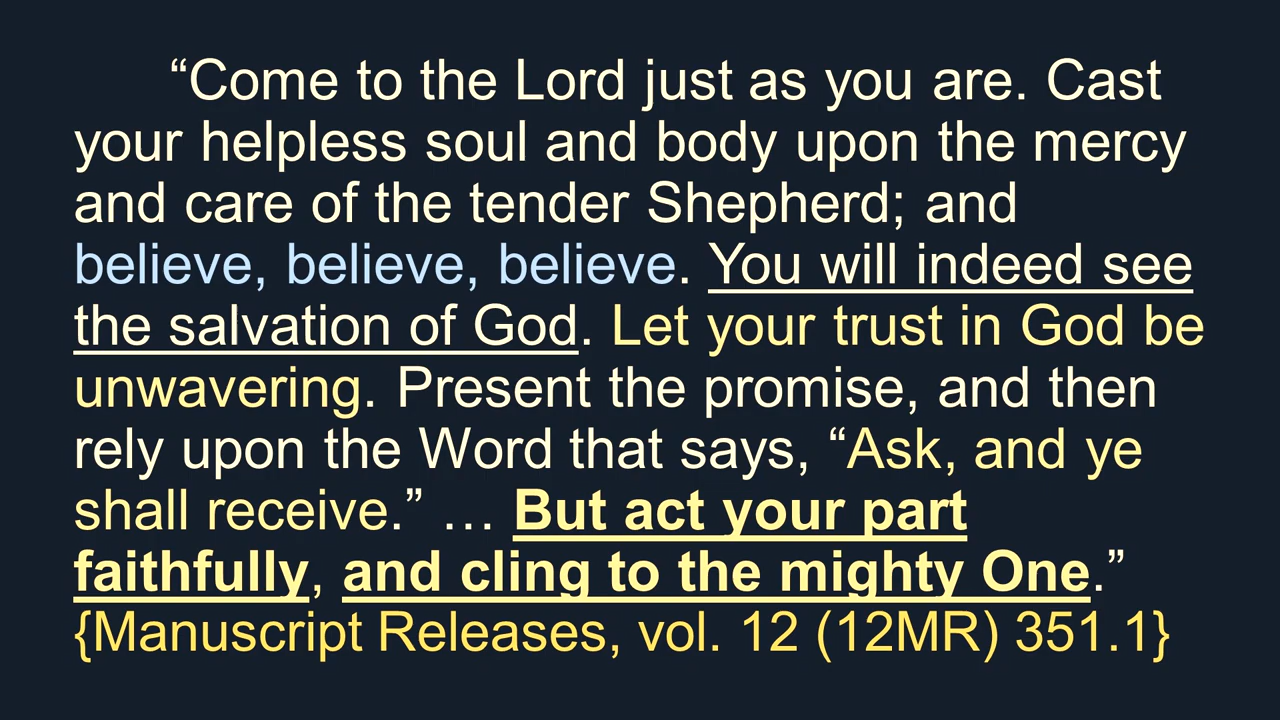 “Come to the Lord just as you are. Cast
your helpless soul and body upon the mercy
and care of the tender Shepherd; and
believe, believe, believe. You will indeed see
the salvation of God. Let your trust in God be
unwavering. Present the promise, and then
rely upon the Word that says, “Ask, and ye
shall receive.” … But act your part
faithfully, and cling to the mighty One.”
{Manuscript Releases, vol. 12 (12MR) 351.1}